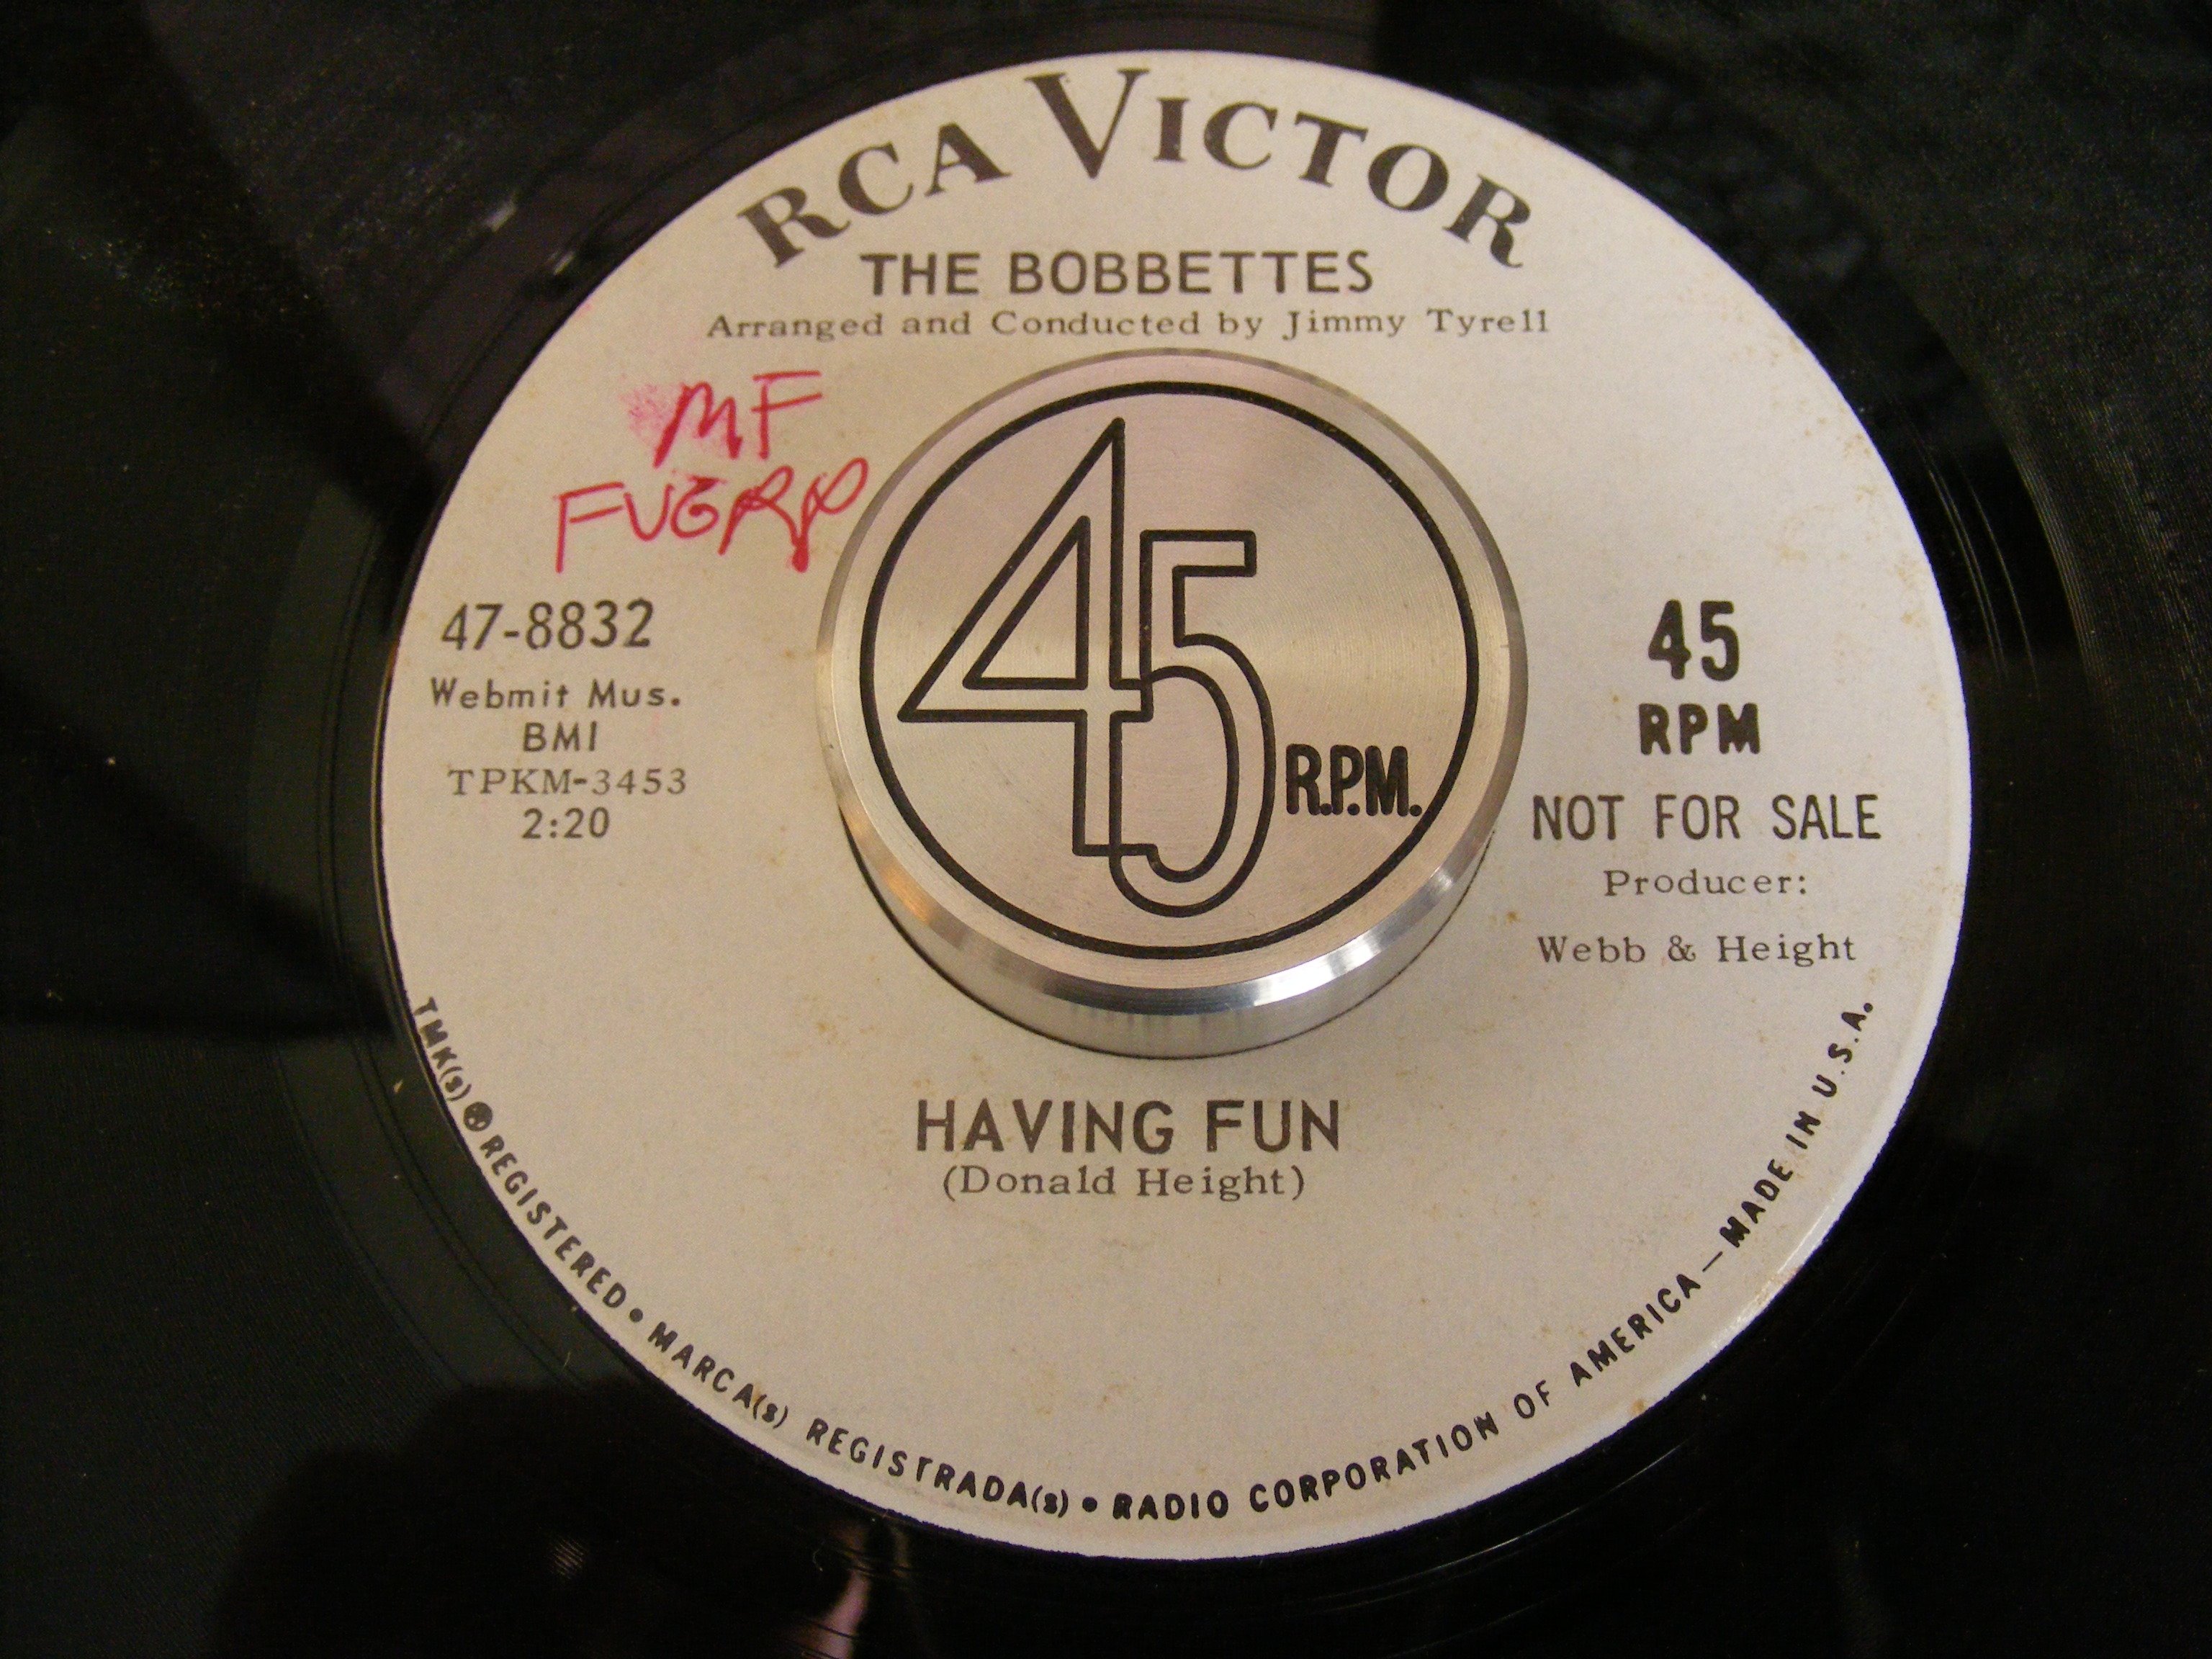 RCA VICTOR
THE BOBBETTES
Arranged and Conducted by Jimmy Tyrell
MF
47-8832
Webmit Mus.
BMI
TPKM-3453
2:20
45
R.P.M.
45
RPM
NOT FOR SALE
Producer:
Webb & Height
HAVING FUN
(Donald Height)
TMK(s) ® REGISTERED • MARCA(s) REGISTRADA(s) • RADIO CORPORATION OF AMERICA — MADE IN U.S.A.